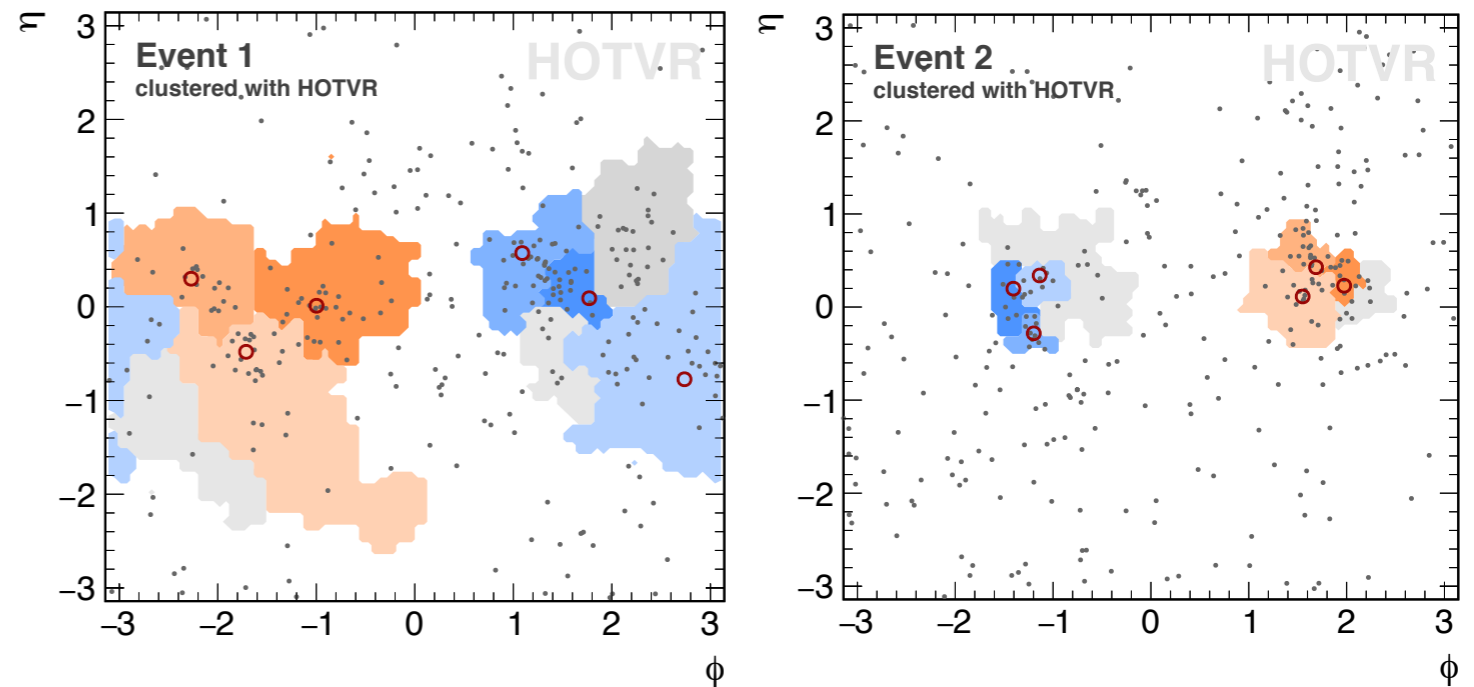 η
Event 1
HOTVR
clustered with HOTVR
3
2
1
0
−1
−2
−3
−3 −2 −1 0 1 2 3
ϕ
η
Event 2
HOTVR
clustered with HOTVR
3
2
1
0
−1
−2
−3
−3 −2 −1 0 1 2 3
ϕ